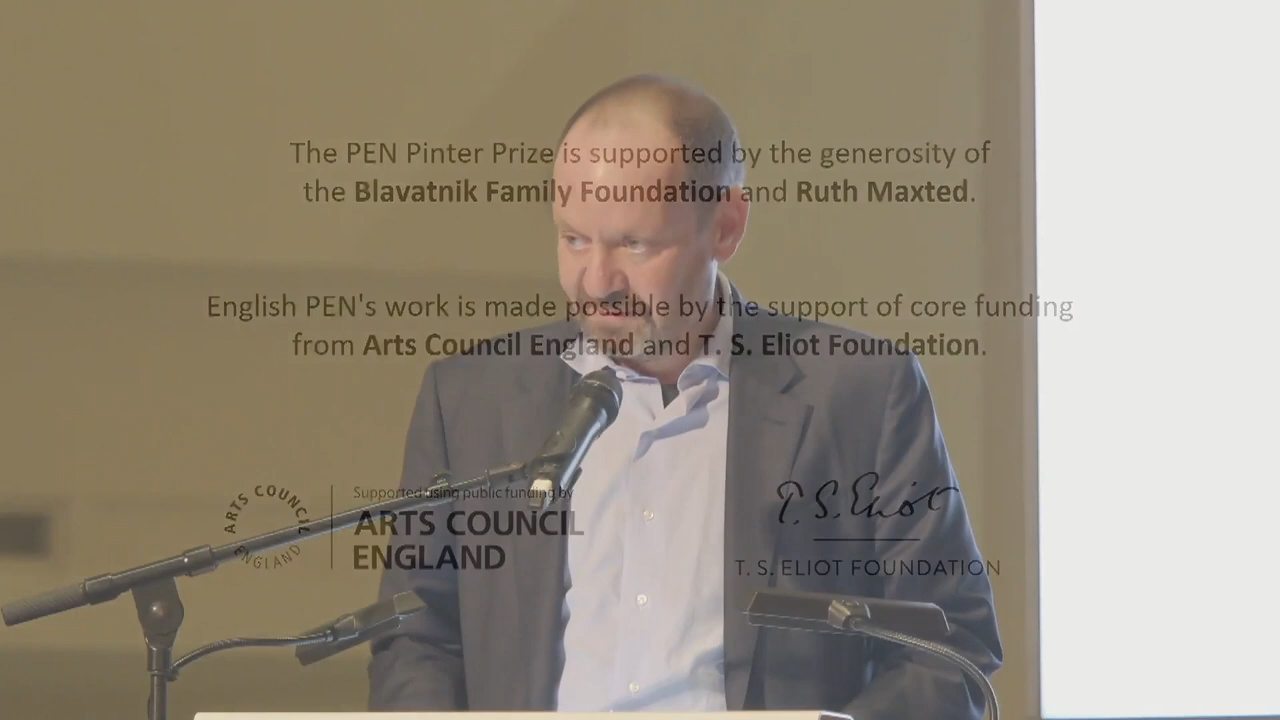 The PEN Pinter Prize is supported by the generosity of
the Blavatnik Family Foundation and Ruth Maxted.
English PEN's work is made possible by the support of core funding
from Arts Council England and T. S. Eliot Foundation.
ARTS COUNCIL ENGLAND
Supported using public funding by
ARTS COUNCIL
ENGLAND
T. S. Eliot
T. S. ELIOT FOUNDATION